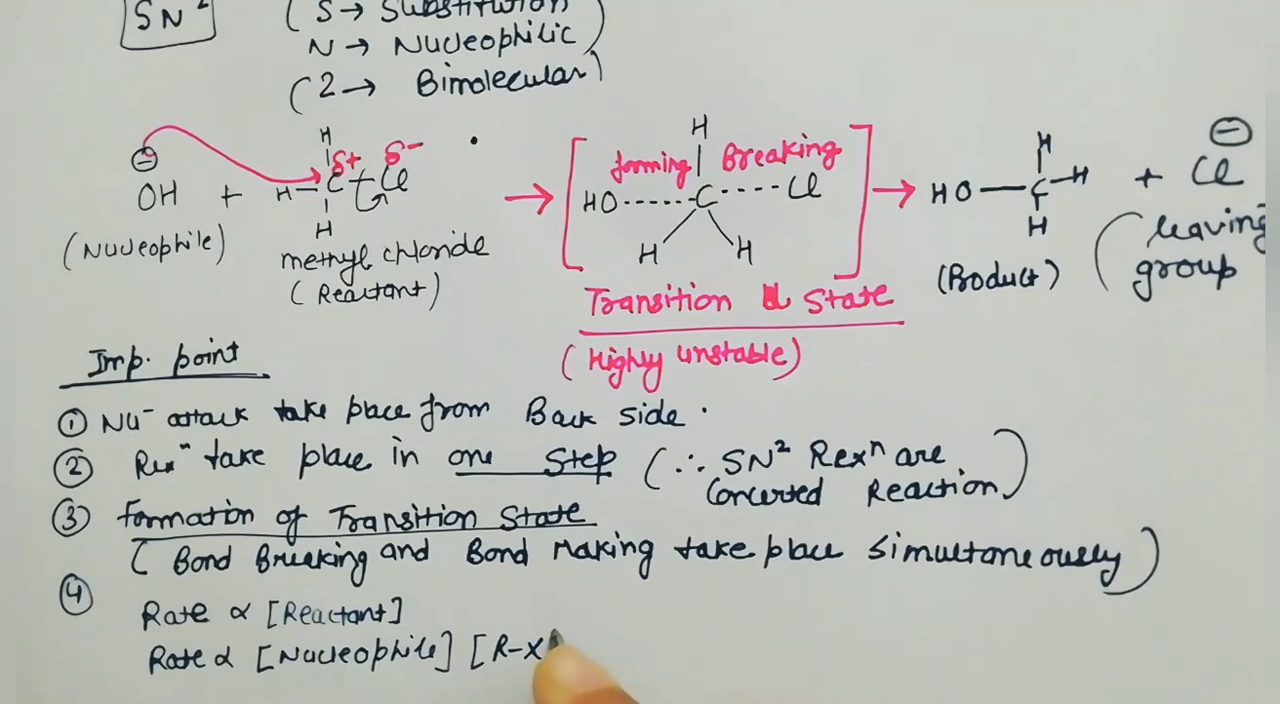 SN²
(S → Substitution)
N → Nucleophilic
(2 → Bimolecular)
⊖
OH
+
H
H–C–Cl
δ+ δ-
H
(Nucleophile)
methyl chloride
(Reactant)
→
H
forming Breaking
HO------C----Cl
H H
Transition State
(Highly unstable)
→
H
HO–C–H
H
(Product)
+ Cl ⊖
(leaving
group
Imp. point
① Nu⁻ attack take place from Back side.
② Rexⁿ take place in one Step (∴ SN² Rexⁿ are
Concerted Reaction)
③ Formation of Transition State
(Bond Breaking and Bond Making take place simultaneously)
④
Rate ∝ [Reactant]
Rate ∝ [Nucleophile] [R-X